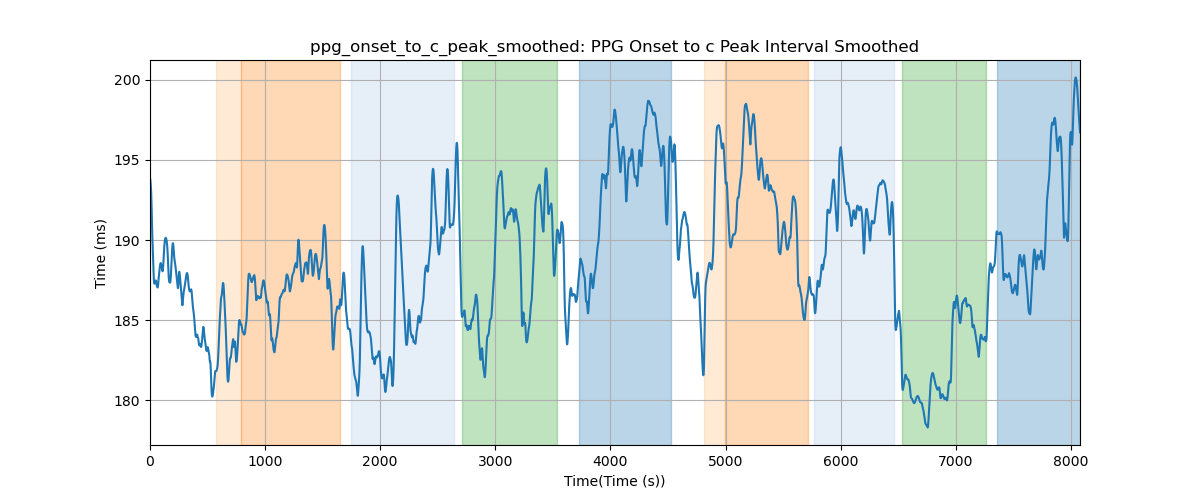 ppg_onset_to_c_peak_smoothed: PPG Onset to c Peak Interval Smoothed
200
195
190
185
180
Time (ms)
0 1000 2000 3000 4000 5000 6000 7000 8000
Time(Time (s))